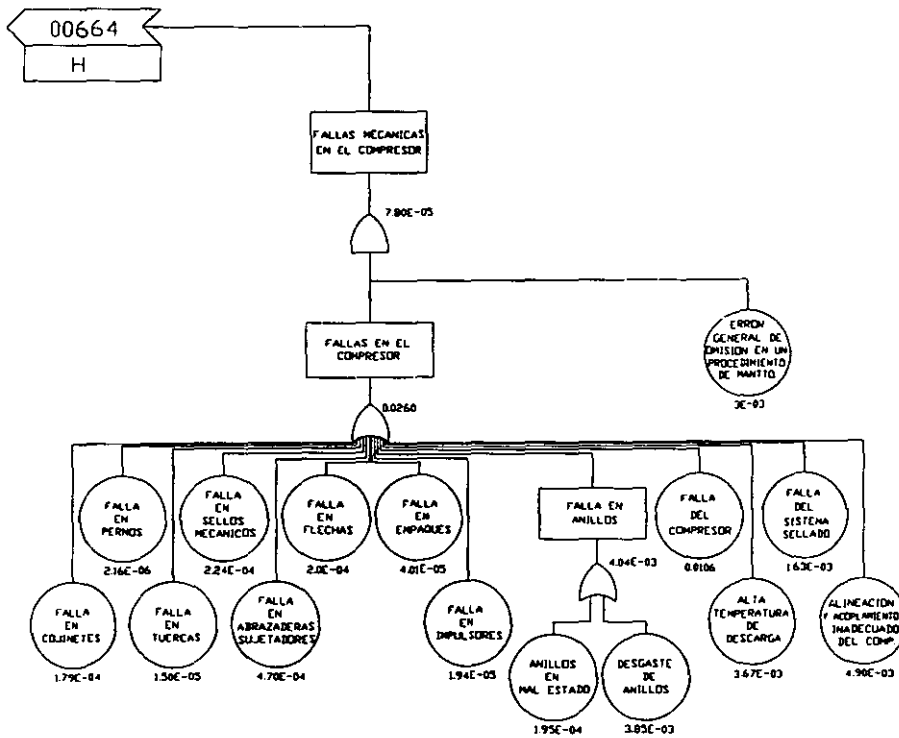 00664
H
FALLAS MECANICAS
EN EL COMPRESOR
7.80E-05
FALLAS EN EL
COMPRESOR
ERROR
GENERAL DE
OMISION EN UN
PROCEDIMIENTO
DE MANTTO.
3E-03
0.0260
FALLA
EN
PERNOS
2.16E-06
FALLA
EN
SELLOS
MECANICOS
2.24E-04
FALLA
EN
FLECHAS
2.0E-04
FALLA
EN
EMPAQUES
4.01E-05
FALLA EN
ANILLOS
4.04E-03
FALLA
DEL
COMPRESOR
0.0106
FALLA
DEL
SISTEMA
SELLADO
1.63E-03
FALLA
EN
COJINETES
1.79E-04
FALLA
EN
TUERCAS
1.50E-05
FALLA
EN
ABRAZADERAS
SUJETADORES
4.70E-04
FALLA
EN
IMPULSORES
1.94E-05
ANILLOS
EN
MAL ESTADO
1.95E-04
DESGASTE
DE
ANILLOS
3.85E-03
ALTA
TEMPERATURA
DE
DESCARGA
3.67E-03
ALINEACION
Y ACOPLAMIENTO
INADECUADO
DEL COMP.
4.90E-03